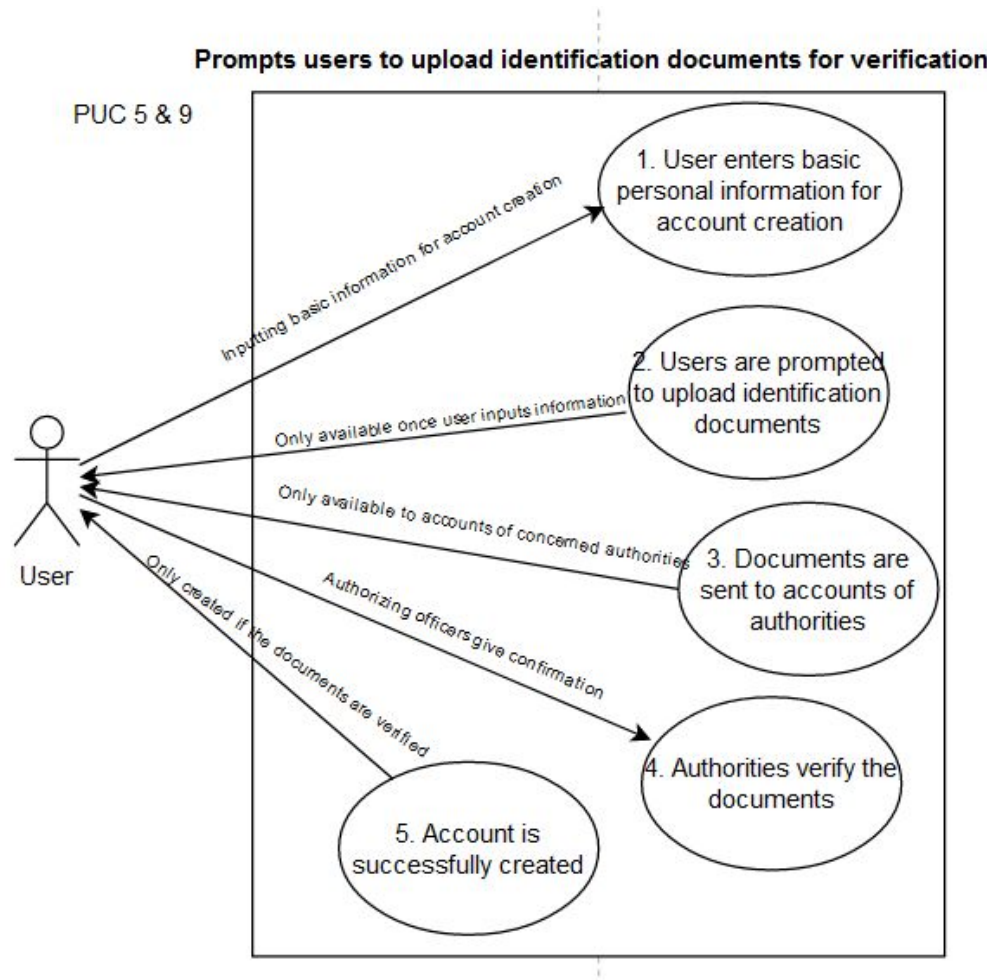 Prompts users to upload identification documents for verification
PUC 5 & 9
1. User enters basic
personal information for
account creation
Inputting basic information for account creation
2. Users are prompted
to upload identification
documents
Only available once user inputs information
Only available to accounts of concerned authorities
3. Documents are
sent to accounts of
authorities
User
Authorizing officers give confirmation
Only created if the documents are verified
4. Authorities verify the
documents
5. Account is
successfully created